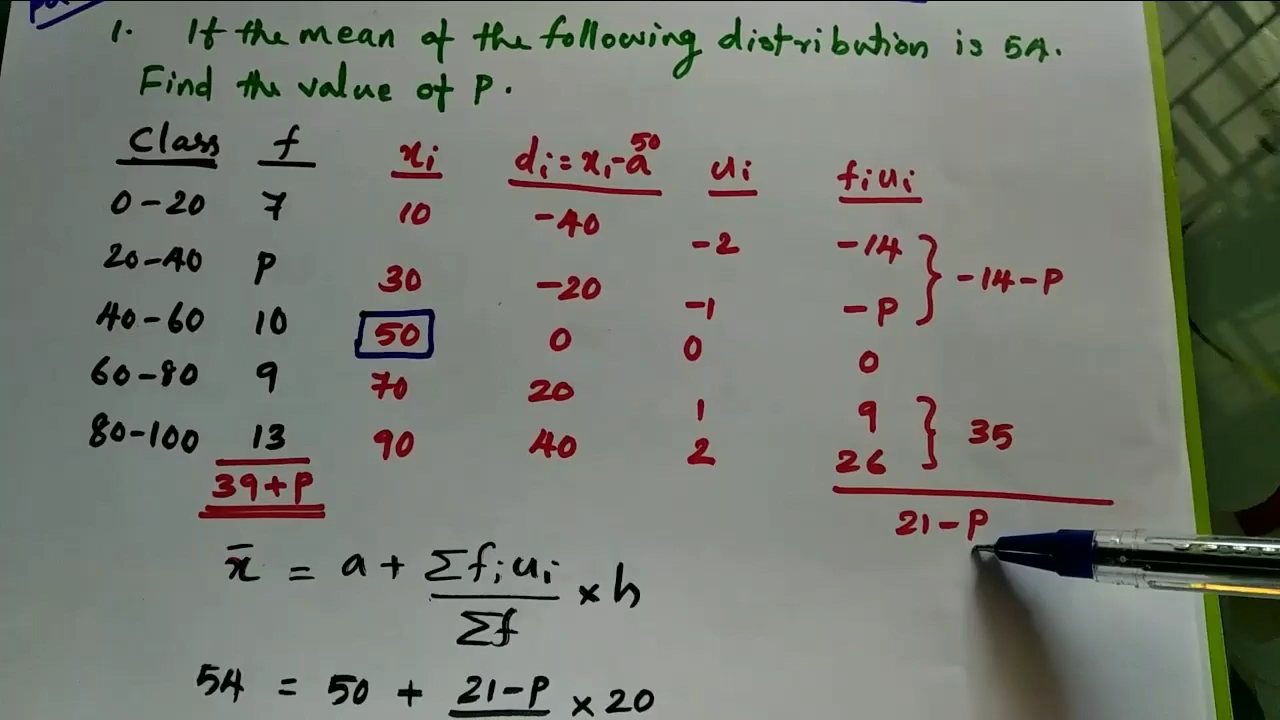 1. If the mean of the following distribution is 54.
Find the value of P.
Class f xi di = xi - a 50 ui fiui
0-20 7 10 -40 -2 -14
20-40 P 30 -20 -1 -P } -14-P
40-60 10 50 0 0 0
60-80 9 70 20 1 9
80-100 13 90 40 2 26 } 35
39+P 21-P
x̄ = a + Σfiui / Σf × h
54 = 50 + 21-P × 20